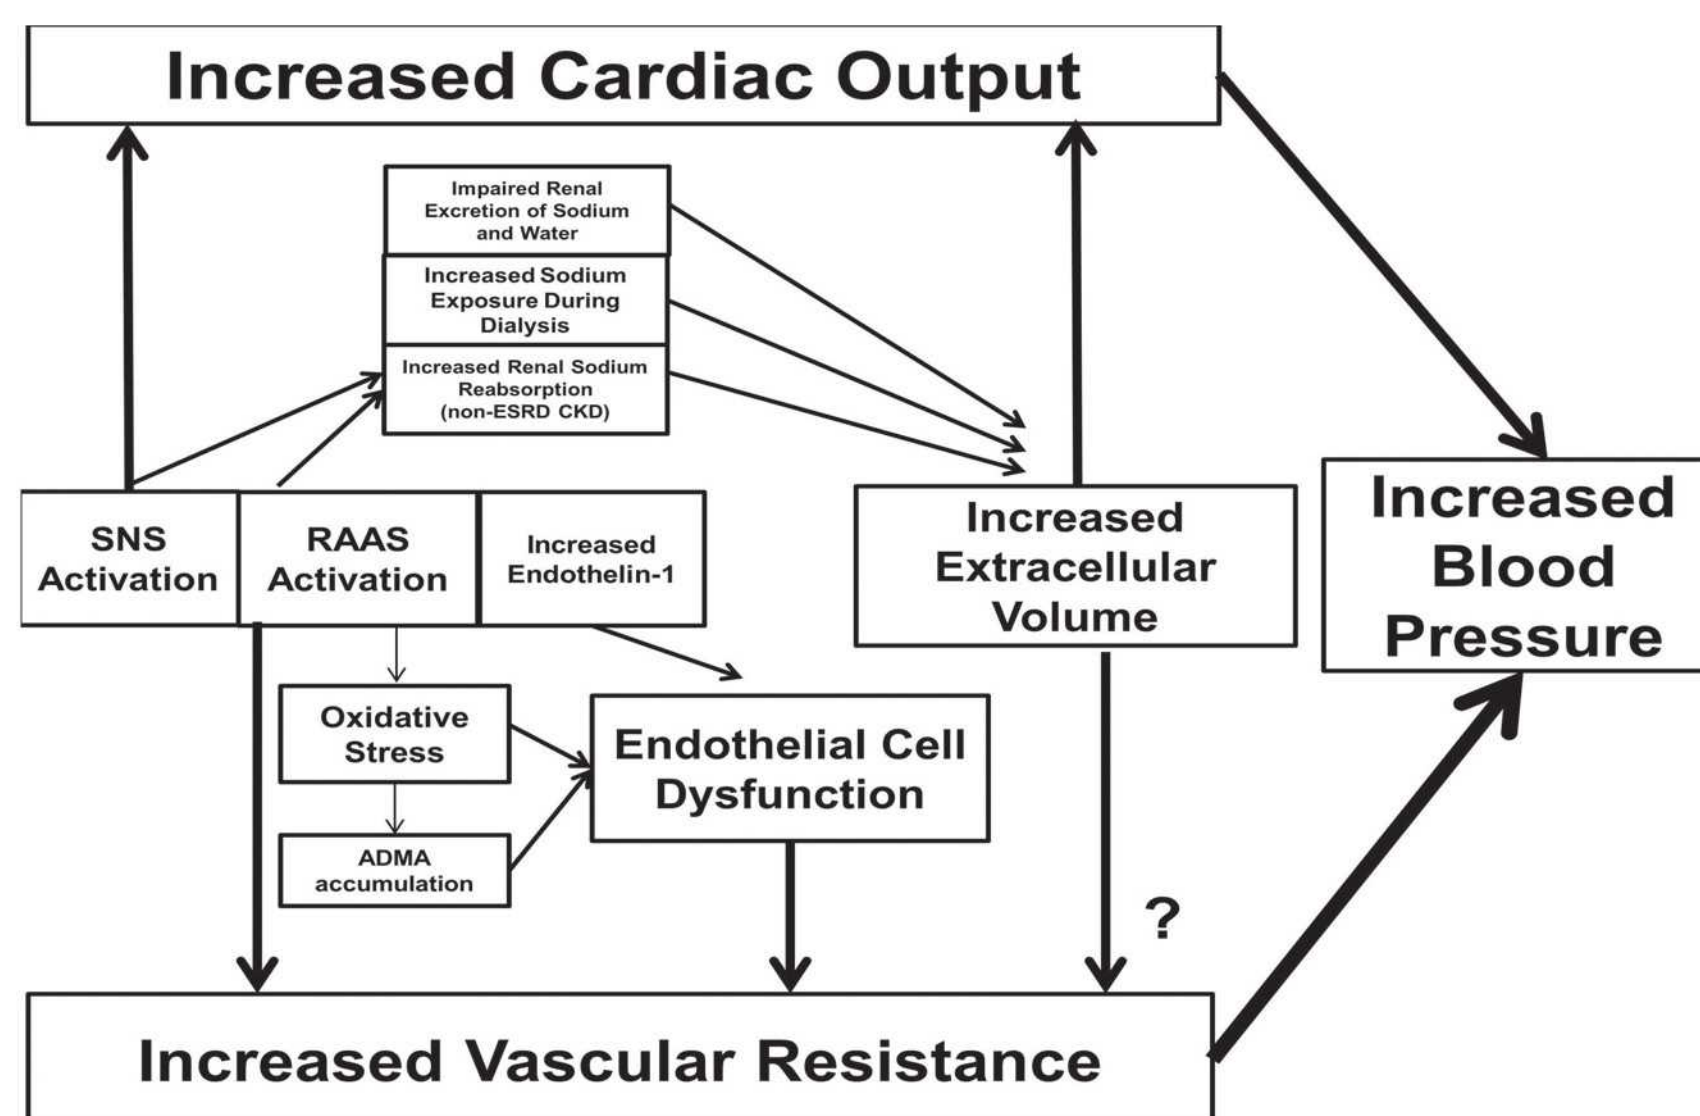 Increased Cardiac Output
Impaired Renal
Excretion of Sodium
and Water
Increased Sodium
Exposure During
Dialysis
Increased Renal Sodium
Reabsorption
(non-ESRD CKD)
SNS
Activation
RAAS
Activation
Increased
Endothelin-1
Increased
Extracellular
Volume
Increased
Blood
Pressure
Oxidative
Stress
Endothelial Cell
Dysfunction
ADMA
accumulation
?
Increased Vascular Resistance